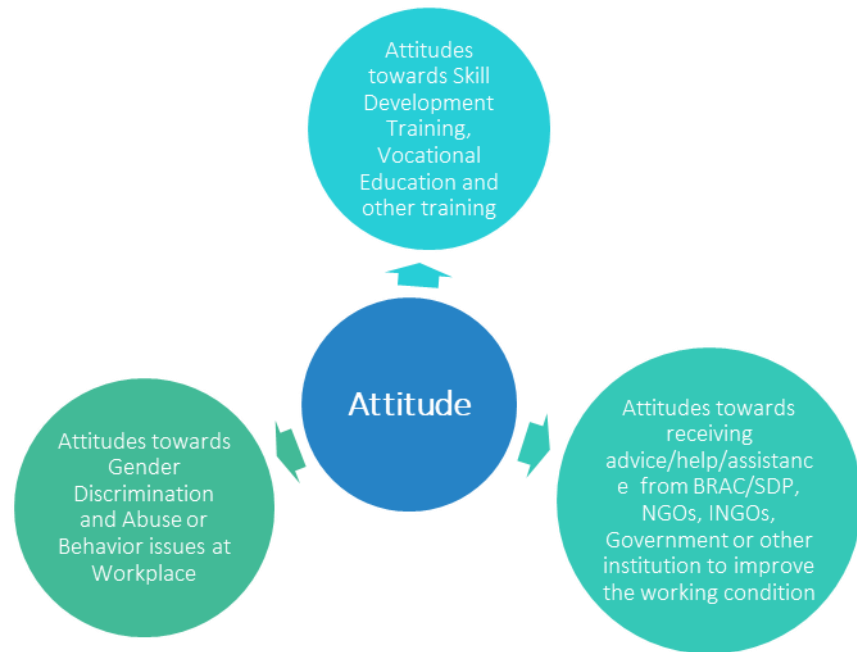 Attitudes
towards Skill
Development
Training,
Vocational
Education and
other training
Attitude
Attitudes towards
Gender
Discrimination
and Abuse or
Behavior issues at
Workplace
Attitudes towards
receiving
advice/help/assistanc
e from BRAC/SDP,
NGOs, INGOs,
Government or other
institution to improve
the working condition